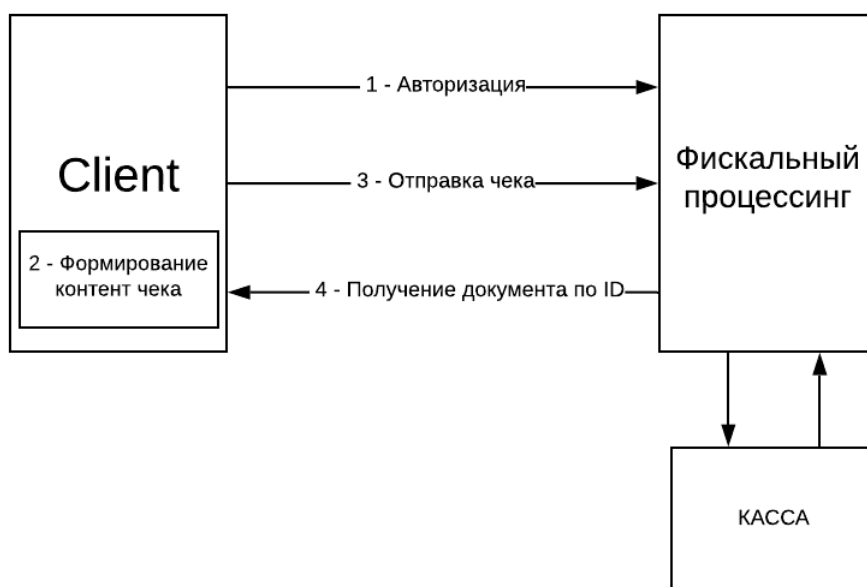 1 - Авторизация
Client
Фискальный
процессинг
3 - Отправка чека
2 - Формирование
контент чека
4 - Получение документа по ID
КАССА